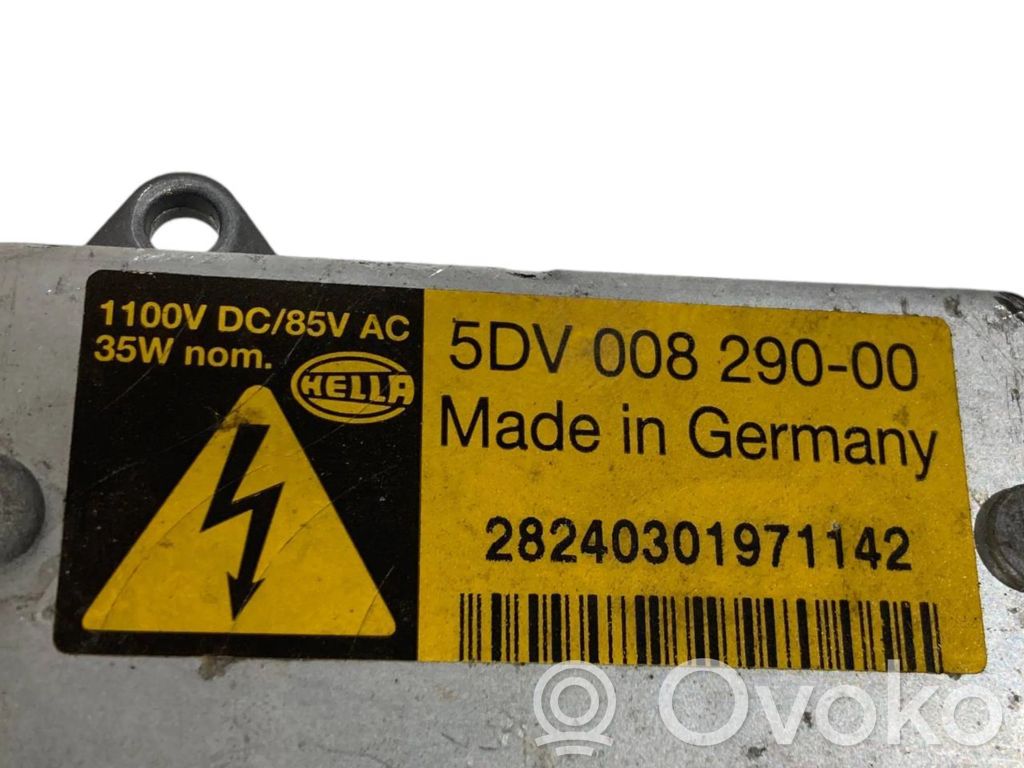 1100V DC/85V AC
35W nom.
HELLA
5DV 008 290-00
Made in Germany
28240301971142
Ovoko